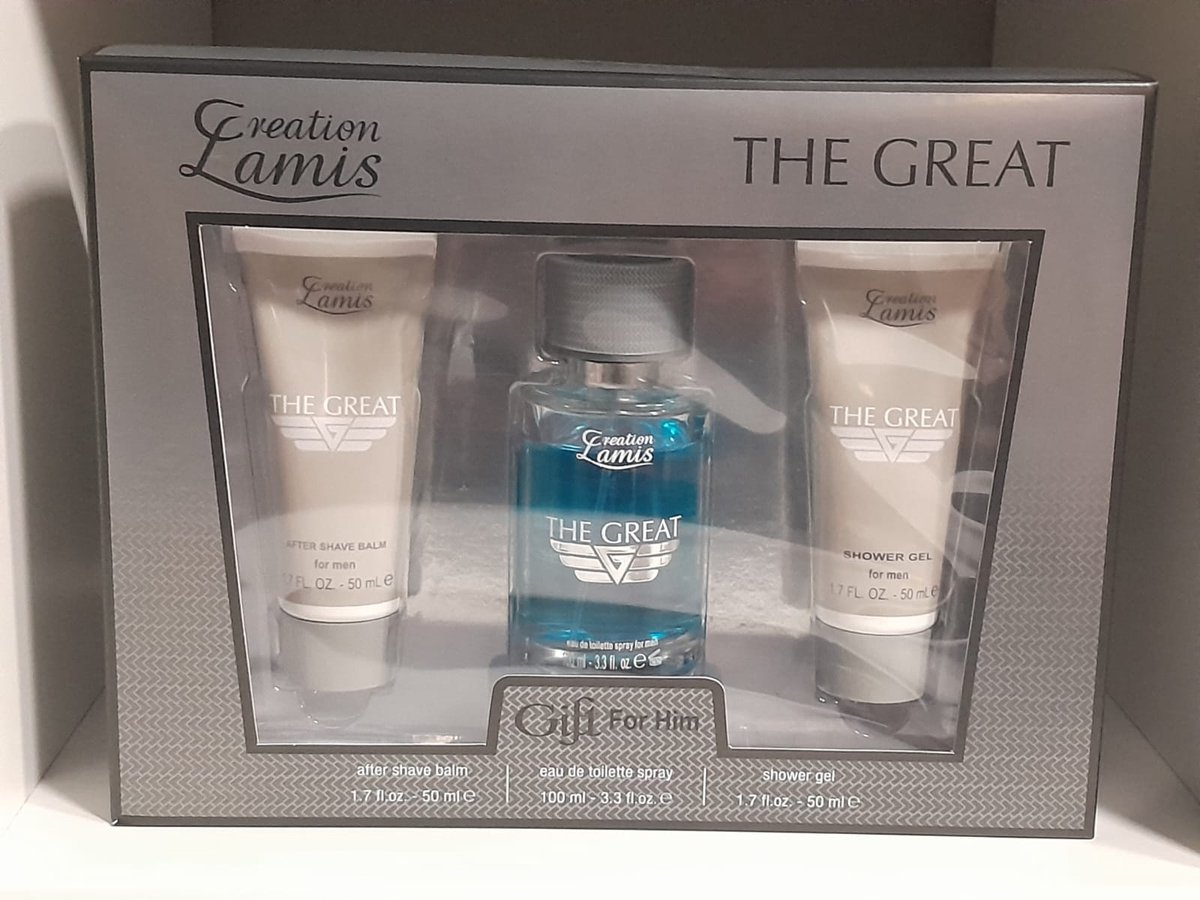 Creation
Lamis
THE GREAT
Creation
Lamis
THE GREAT
AFTER SHAVE BALM
for men
FL. OZ. - 50 mL e
Creation
Lamis
THE GREAT
eau de toilette spray for men
ml - 3.3 fl. oz. e
Creation
Lamis
THE GREAT
SHOWER GEL
for men
1.7 FL. OZ. - 50 mL e
Gift For Him
after shave balm
1.7 fl.oz. - 50 ml e
eau de toilette spray
100 ml - 3.3 fl.oz. e
shower gel
1.7 fl.oz. - 50 ml e